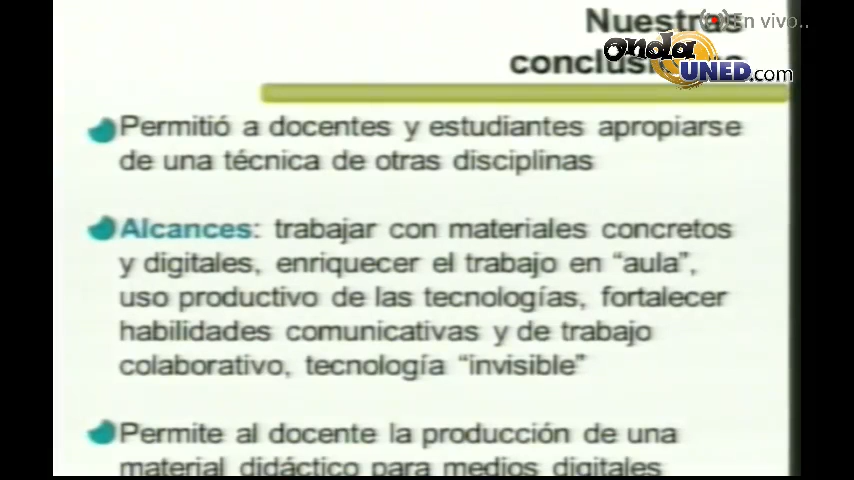 Nuestras
En vivo..
onda
UNED.com
Permitió a docentes y estudiantes apropiarse
de una técnica de otras disciplinas
Alcances: trabajar con materiales concretos
y digitales, enriquecer el trabajo en “aula”,
uso productivo de las tecnologías, fortalecer
habilidades comunicativas y de trabajo
colaborativo, tecnología “invisible”
Permite al docente la producción de una
material didáctico para medios digitales